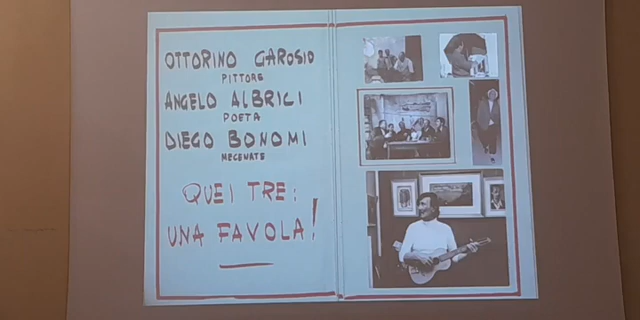 OTTORINO GAROSIO
PITTORE
ANGELO ALBRICI
POETA
DIEGO BONOMI
MECENATE
QUEI TRE:
UNA FAVOLA!